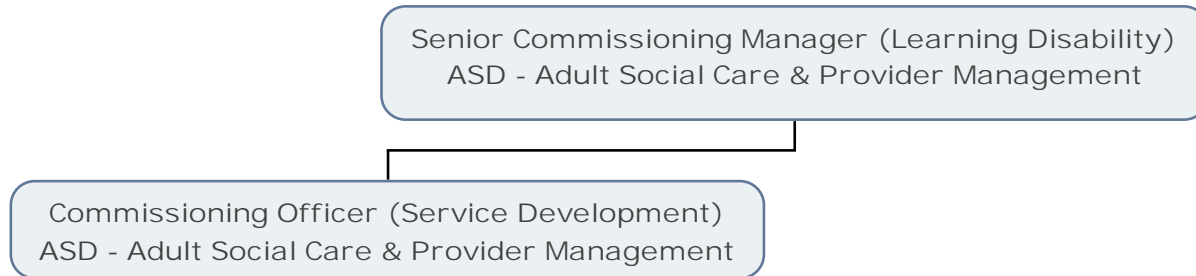 Senior Commissioning Manager (Learning Disability)
ASD - Adult Social Care & Provider Management
Commissioning Officer (Service Development)
ASD - Adult Social Care & Provider Management